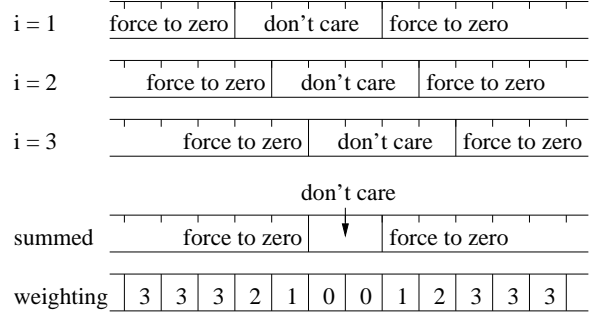 i = 1 force to zero don't care force to zero
i = 2 force to zero don't care force to zero
i = 3 force to zero don't care force to zero
don't care
summed force to zero force to zero
weighting 3 3 3 2 1 0 0 1 2 3 3 3